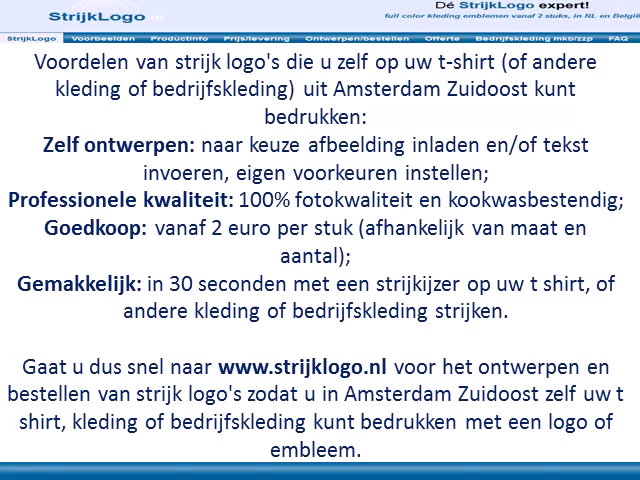 StrijkLogo.nl
Dé StrijkLogo expert!
full color kleding emblemen vanaf 2 stuks, in NL en België
StrijkLogo Voorbeelden Productinfo Prijs/levering Ontwerpen/bestellen Offerte Bedrijfskleding mkb/zzp FAQ
Voordelen van strijk logo's die u zelf op uw t-shirt (of andere
kleding of bedrijfskleding) uit Amsterdam Zuidoost kunt
bedrukken:
Zelf ontwerpen: naar keuze afbeelding inladen en/of tekst
invoeren, eigen voorkeuren instellen;
Professionele kwaliteit: 100% fotokwaliteit en kookwasbestendig;
Goedkoop: vanaf 2 euro per stuk (afhankelijk van maat en
aantal);
Gemakkelijk: in 30 seconden met een strijkijzer op uw t shirt, of
andere kleding of bedrijfskleding strijken.
Gaat u dus snel naar www.strijklogo.nl voor het ontwerpen en
bestellen van strijk logo's zodat u in Amsterdam Zuidoost zelf uw t
shirt, kleding of bedrijfskleding kunt bedrukken met een logo of
embleem.